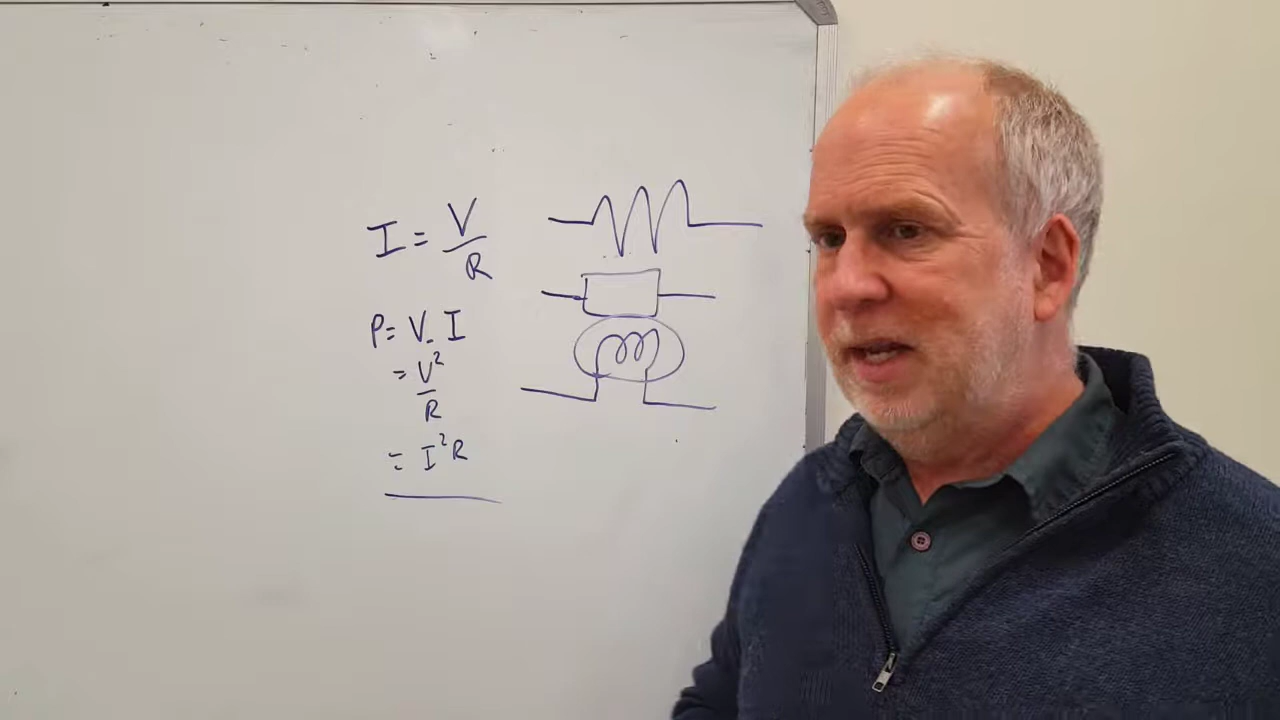 I = V/R
P = V. I
= V²/R
= I²R